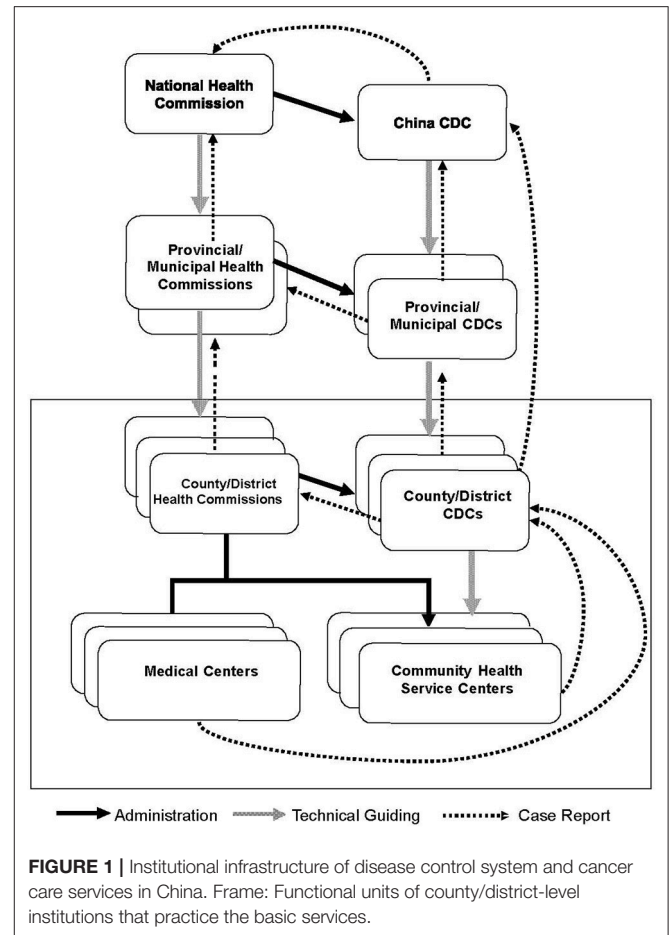 National Health
Commission
China CDC
Provincial/
Municipal Health
Commissions
Provincial/
Municipal CDCs
County/District
Health Commissions
County/District
CDCs
Medical Centers
Community Health
Service Centers
Administration
Technical Guiding
Case Report
FIGURE 1 | Institutional infrastructure of disease control system and cancer
care services in China. Frame: Functional units of county/district-level
institutions that practice the basic services.